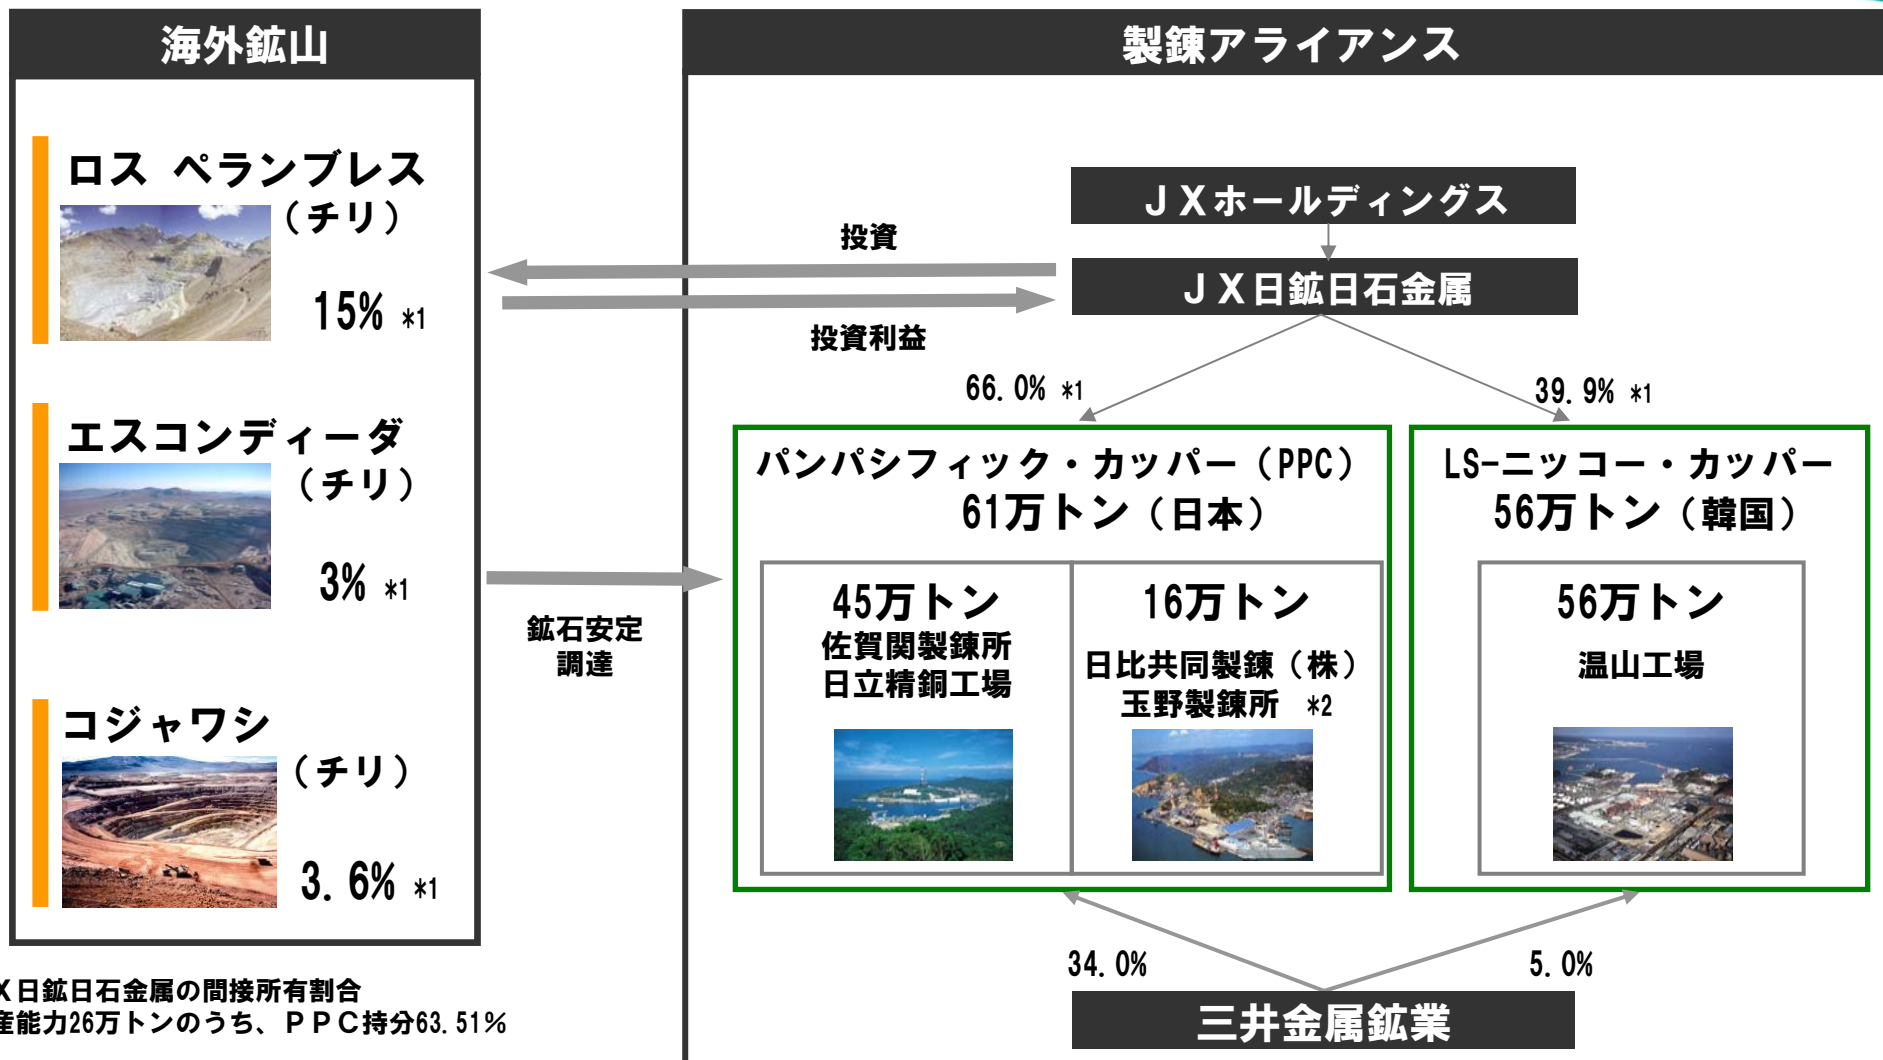 海外鉱山
ロス ペランブレス
（チリ）
15% *1
エスコンディーダ
（チリ）
3% *1
コジャワシ
（チリ）
3.6% *1
X日鉱日石金属の間接所有割合
産能力26万トンのうち、ＰＰＣ持分63.51％
投資
投資利益
鉱石安定
調達
製錬アライアンス
ＪＸホールディングス
ＪＸ日鉱日石金属
66.0% *1
39.9% *1
パンパシフィック・カッパー（PPC）
61万トン（日本）
45万トン
佐賀関製錬所
日立精銅工場
16万トン
日比共同製錬（株）
玉野製錬所 *2
LS-ニッコー・カッパー
56万トン（韓国）
56万トン
温山工場
34.0%
5.0%
三井金属鉱業